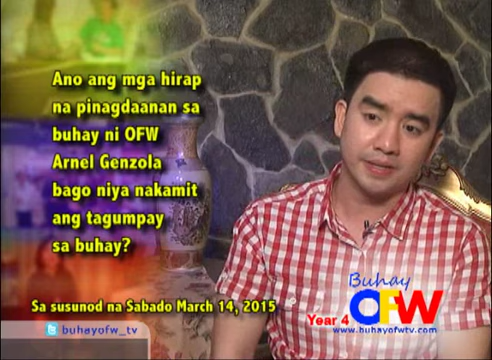 Ano ang mga hirap
na pinagdaanan sa
buhay ni OFW
Arnel Genzola
bago niya nakamit
ang tagumpay
sa buhay?
Sa susunod na Sabado March 14, 2015
Buhay
OFW
Year 4
www.buhayofwtv.com
buhayofw_tv